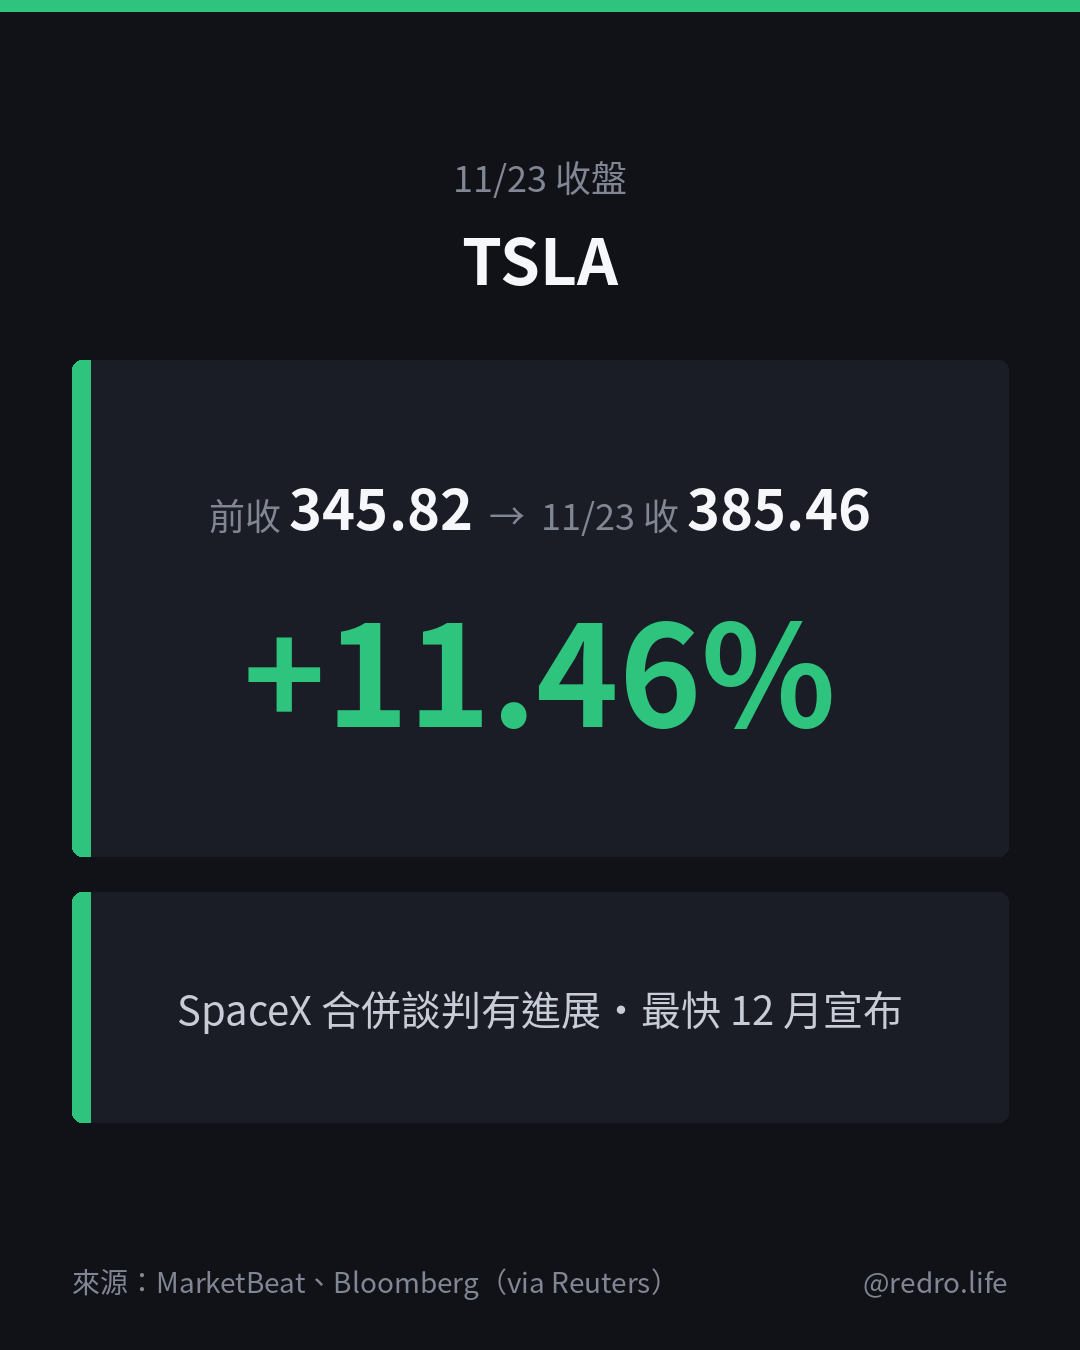 11/23 收盤
TSLA
前收 345.82 → 11/23 收 385.46
+11.46%
SpaceX 合併談判有進展・最快 12 月宣布
來源：MarketBeat、Bloomberg（via Reuters）
@redro.life